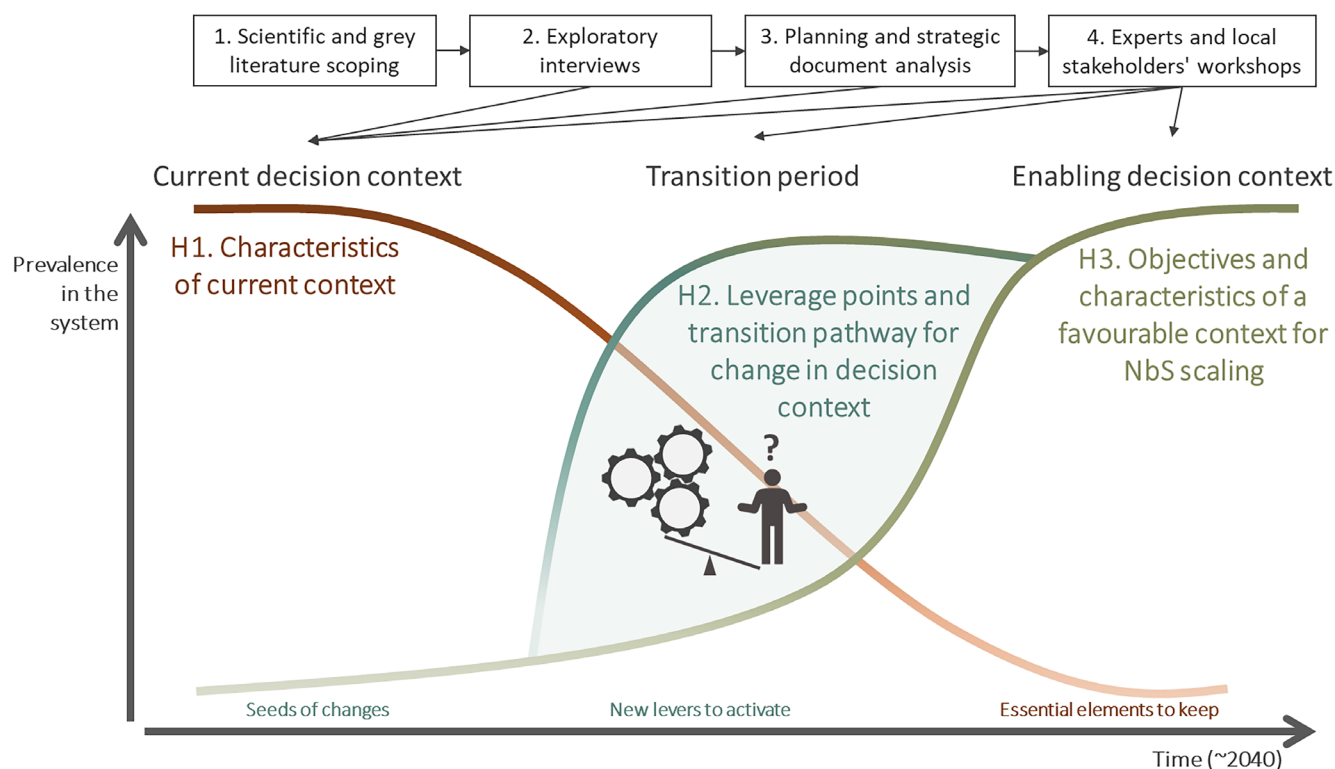 1. Scientific and grey
literature scoping
2. Exploratory
interviews
3. Planning and strategic
document analysis
4. Experts and local
stakeholders' workshops
Current decision context
Transition period
Enabling decision context
Prevalence
in the
system
H1. Characteristics
of current context
H2. Leverage points and
transition pathway for
change in decision
context
H3. Objectives and
characteristics of a
favourable context for
NbS scaling
?
Seeds of changes
New levers to activate
Essential elements to keep
Time (~2040)